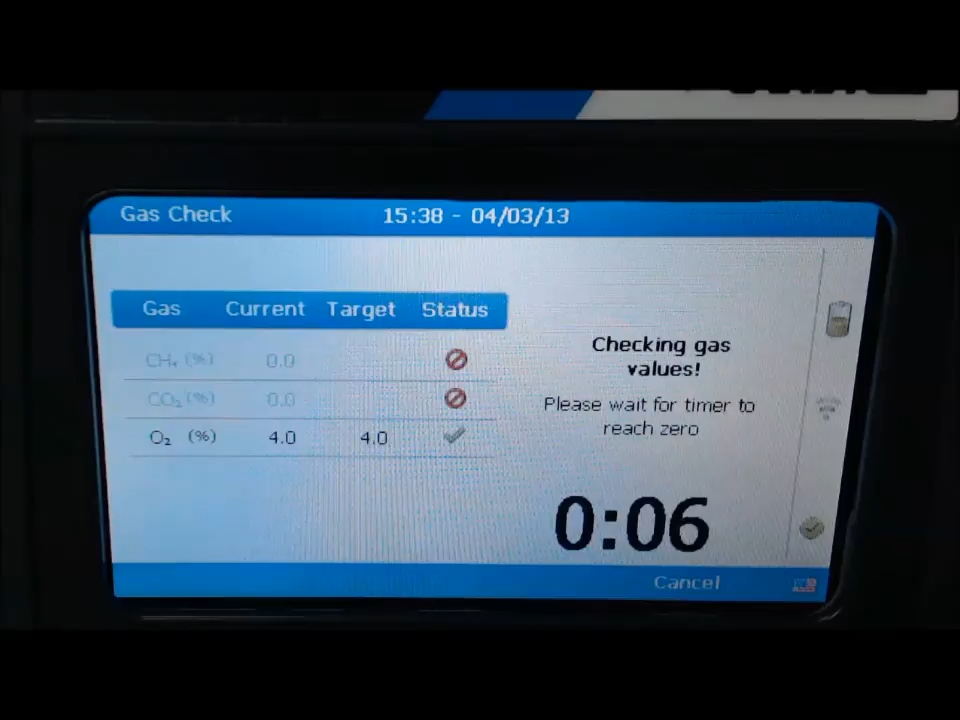 Gas Check 15:38 - 04/03/13
Gas Current Target Status
CH₄ (%) 0.0
CO₂ (%) 0.0
O₂ (%) 4.0 4.0
Checking gas
values!
Please wait for timer to
reach zero
0:06
Cancel